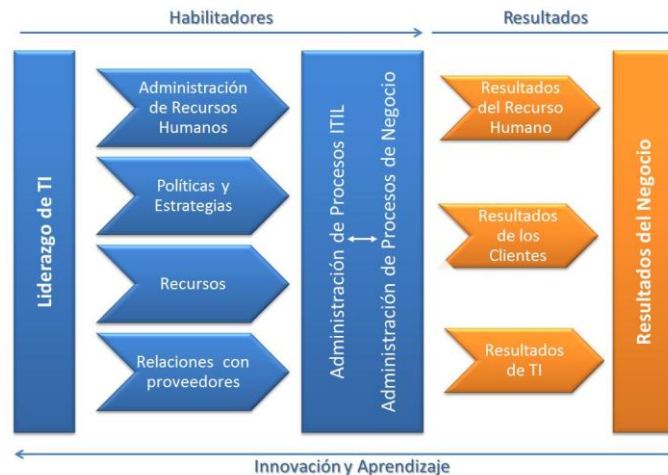 Habilitadores
Resultados
Liderazgo de TI
Administración
de Recursos
Humanos
Políticas y
Estrategias
Recursos
Relaciones con
proveedores
Administración de Procesos ITIL
Administración de Procesos de Negocio
Resultados
del Recurso
Humano
Resultados
de los
Clientes
Resultados
de TI
Resultados del Negocio
Innovación y Aprendizaje